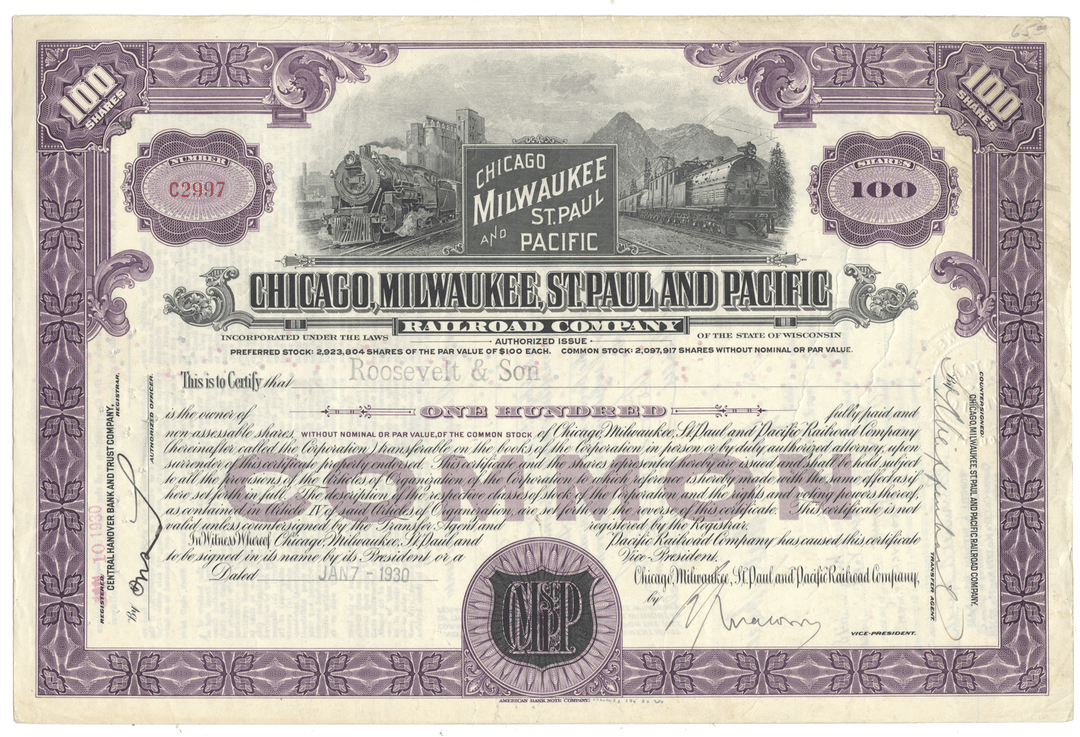 65.00
100 SHARES
100 SHARES
NUMBER
C2997
SHARES
100
CHICAGO
MILWAUKEE
ST. PAUL
AND PACIFIC
CHICAGO, MILWAUKEE, ST. PAUL AND PACIFIC
RAILROAD COMPANY
INCORPORATED UNDER THE LAWS OF THE STATE OF WISCONSIN
AUTHORIZED ISSUE
PREFERRED STOCK: 2,923,804 SHARES OF THE PAR VALUE OF $100 EACH. COMMON STOCK: 2,097,917 SHARES WITHOUT NOMINAL OR PAR VALUE.
This is to Certify that Roosevelt & Son
is the owner of ONE HUNDRED fully paid and
non-assessable shares, WITHOUT NOMINAL OR PAR VALUE, OF THE COMMON STOCK of Chicago, Milwaukee, St. Paul and Pacific Railroad Company
(hereinafter called the Corporation) transferable on the books of the Corporation in person or by duly authorized attorney, upon
surrender of this certificate properly endorsed. This certificate and the shares represented hereby are issued and shall be held subject
to all the provisions of the Articles of Organization of the Corporation to which reference is hereby made with the same effect as if
here set forth in full. The description of the respective classes of stock of the Corporation and the rights and voting powers thereof,
as contained in Article IV of said Articles of Organization, are set forth on the reverse of this certificate. This certificate is not
valid unless countersigned by the Transfer Agent and registered by the Registrar.
In Witness Whereof, Chicago, Milwaukee, St. Paul and Pacific Railroad Company has caused this certificate
to be signed in its name by its President or a Vice-President.
Dated JAN 7 - 1930
Chicago, Milwaukee, St. Paul and Pacific Railroad Company,
by
VICE-PRESIDENT.
COMMON
CMStPP
REGISTERED JAN 10 1930
CENTRAL HANOVER BANK AND TRUST COMPANY,
REGISTRAR.
By
AUTHORIZED OFFICER.
COUNTERSIGNED
CHICAGO, MILWAUKEE, ST. PAUL AND PACIFIC RAILROAD COMPANY,
By
TRANSFER AGENT.
AMERICAN BANK NOTE COMPANY